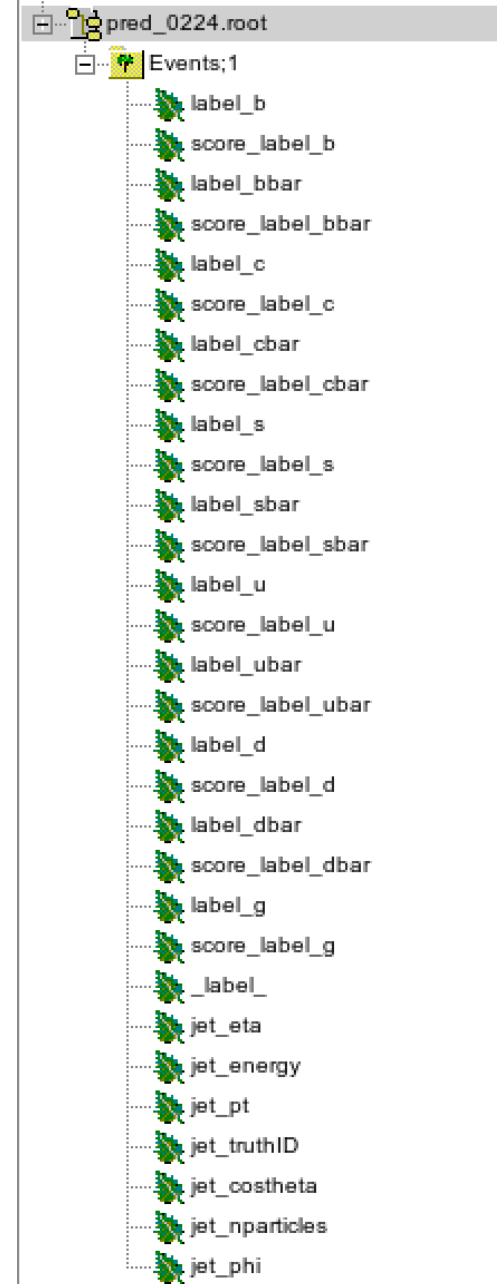 pred_0224.root
Events;1
label_b
score_label_b
label_bbar
score_label_bbar
label_c
score_label_c
label_cbar
score_label_cbar
label_s
score_label_s
label_sbar
score_label_sbar
label_u
score_label_u
label_ubar
score_label_ubar
label_d
score_label_d
label_dbar
score_label_dbar
label_g
score_label_g
_label_
jet_eta
jet_energy
jet_pt
jet_truthID
jet_costheta
jet_nparticles
jet_phi